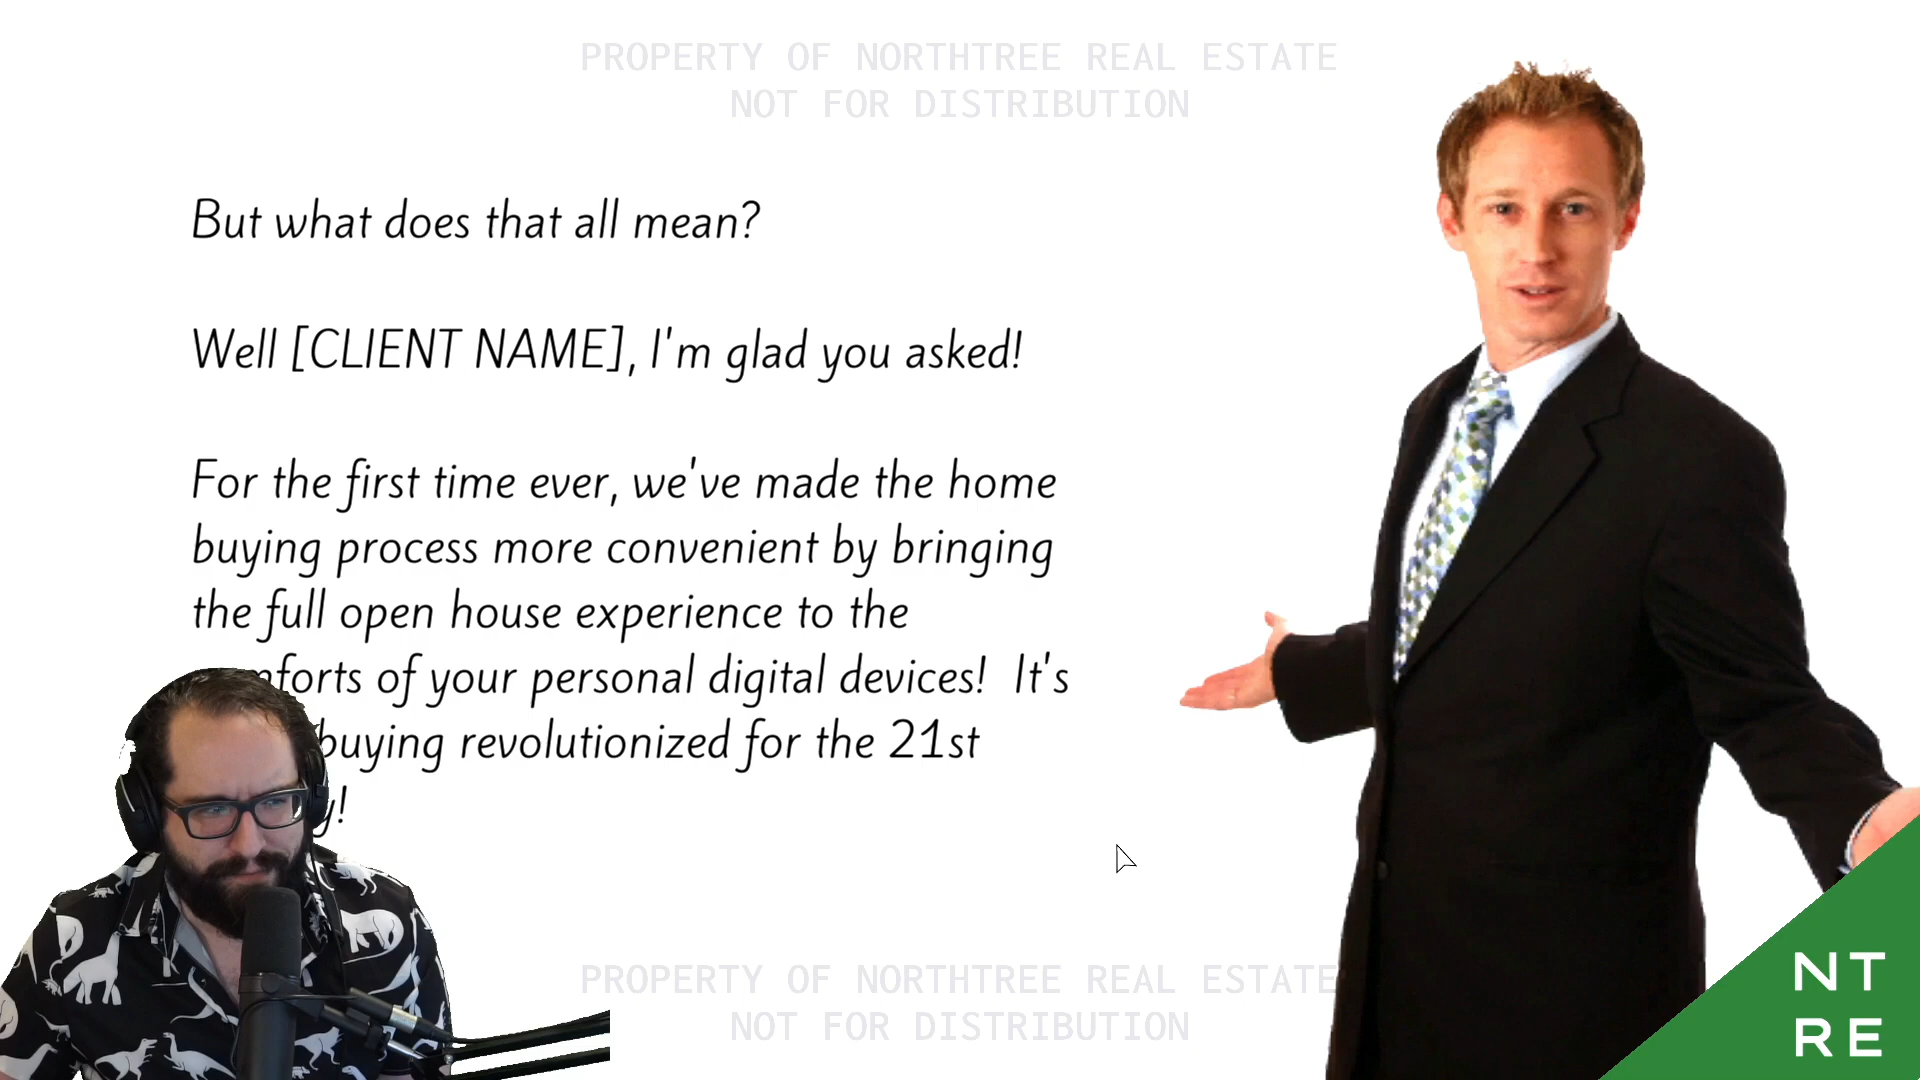 PROPERTY OF NORTHTREE REAL ESTATE
NOT FOR DISTRIBUTION
But what does that all mean?
Well [CLIENT NAME], I'm glad you asked!
For the first time ever, we've made the home
buying process more convenient by bringing
the full open house experience to the
of your personal digital devices! It's
buying revolutionized for the 21st
PROPERTY OF NORTHTREE REAL ESTATE
NOT FOR DISTRIBUTION
NT
RE